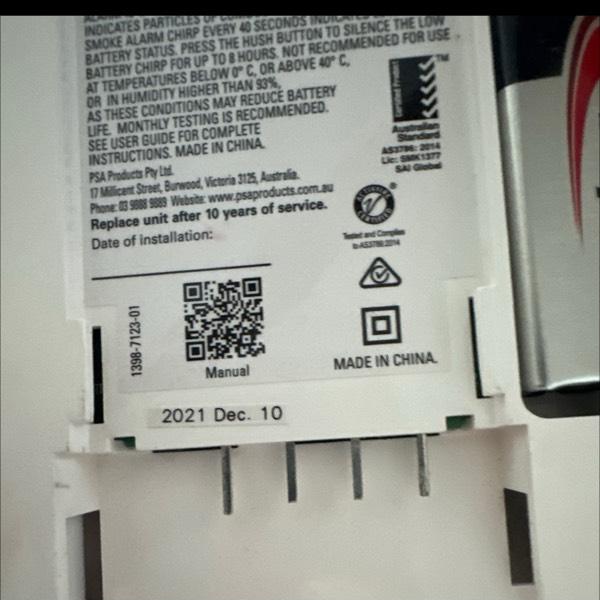 INDICATES PARTICLES OF
SMOKE ALARM CHIRP EVERY 40 SECONDS INDICATES
BATTERY STATUS. PRESS THE HUSH BUTTON TO SILENCE THE LOW
BATTERY CHIRP FOR UP TO 8 HOURS. NOT RECOMMENDED FOR USE
AT TEMPERATURES BELOW 0° C, OR ABOVE 40° C,
OR IN HUMIDITY HIGHER THAN 93%,
AS THESE CONDITIONS MAY REDUCE BATTERY
LIFE. MONTHLY TESTING IS RECOMMENDED.
SEE USER GUIDE FOR COMPLETE
INSTRUCTIONS. MADE IN CHINA.
PSA Products Pty Ltd.
17 Millicent Street, Burwood, Victoria 3125, Australia.
Phone: 03 9888 9889 Website: www.psaproducts.com.au
Replace unit after 10 years of service.
Date of installation:
TM
Australian
Standard
AS3786: 2014
Lic: SMK1377
SAI Global
®
Tested and Complies
to AS3786:2014
1398-7123-01
Manual
MADE IN CHINA.
2021 Dec. 10